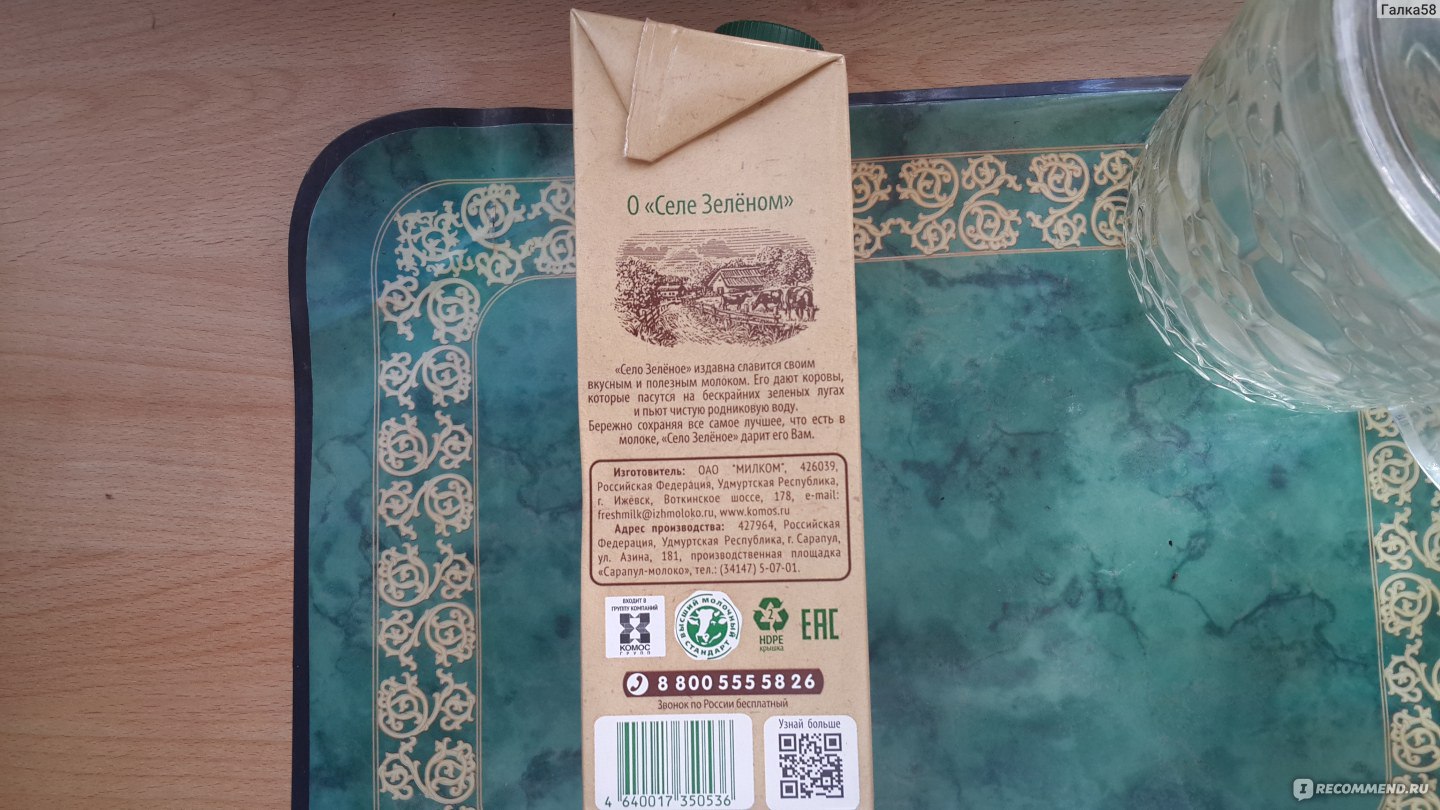 Галка58
О «Селе Зелёном»
«Село Зелёное» издавна славится своим
вкусным и полезным молоком. Его дают коровы,
которые пасутся на бескрайних зеленых лугах
и пьют чистую родниковую воду.
Бережно сохраняя все самое лучшее, что есть в
молоке, «Село Зелёное» дарит его Вам.
Изготовитель: ОАО "МИЛКОМ", 426039,
Российская Федерация, Удмуртская Республика,
г. Ижевск, Воткинское шоссе, 178, e-mail:
freshmilk@izhmoloko.ru, www.komos.ru
Адрес производства: 427964, Российская
Федерация, Удмуртская Республика, г. Сарапул,
ул. Азина, 181, производственная площадка
«Сарапул-молоко», тел.: (34147) 5-07-01.
ВХОДИТ В
ГРУППУ КОМПАНИЙ
КОМОС
ГРУПП
ВЫСШИЙ МОЛОЧНЫЙ
СТАНДАРТ
2
HDPE
крышка
EAC
8 800 555 58 26
Звонок по России бесплатный
Узнай больше
4 640017 350536
I RECOMMEND.RU